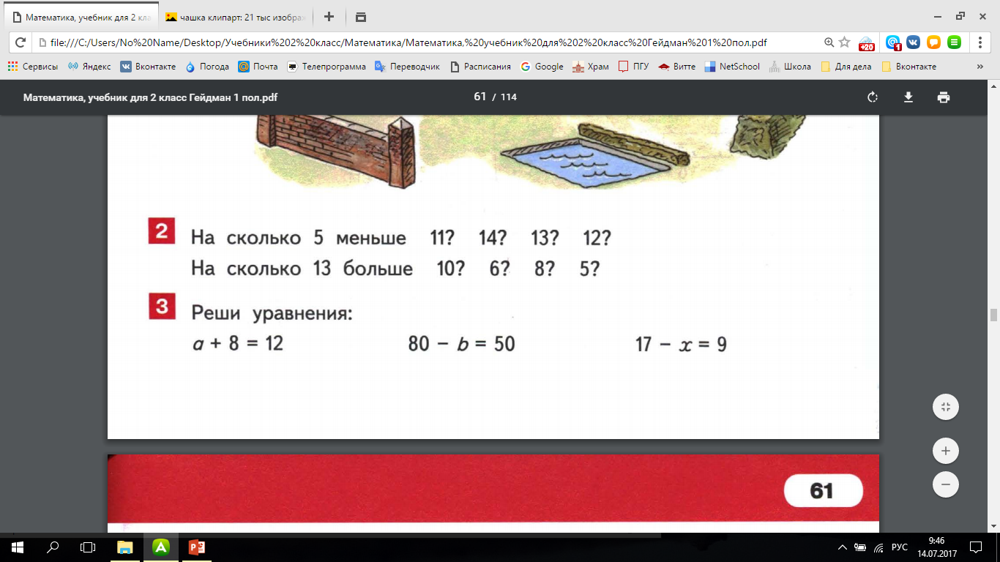 Математика, учебник для 2 кла
чашка клипарт: 21 тыс изображ
file:///C:/Users/No%20Name/Desktop/Учебники%202%20класс/Математика/Математика,%20учебник%20для%202%20класс%20Гейдман%201%20пол.pdf
+20 1
Сервисы Яндекс Вконтакте Погода Почта Телепрограмма Переводчик Расписания Google Храм ПГУ Витте NetSchool Школа Для дела Вконтакте »
Математика, учебник для 2 класс Гейдман 1 пол.pdf 61 / 114
2 На сколько 5 меньше 11? 14? 13? 12?
На сколько 13 больше 10? 6? 8? 5?
3 Реши уравнения:
a + 8 = 12 80 − b = 50 17 − x = 9
61
РУС 9:46
14.07.2017